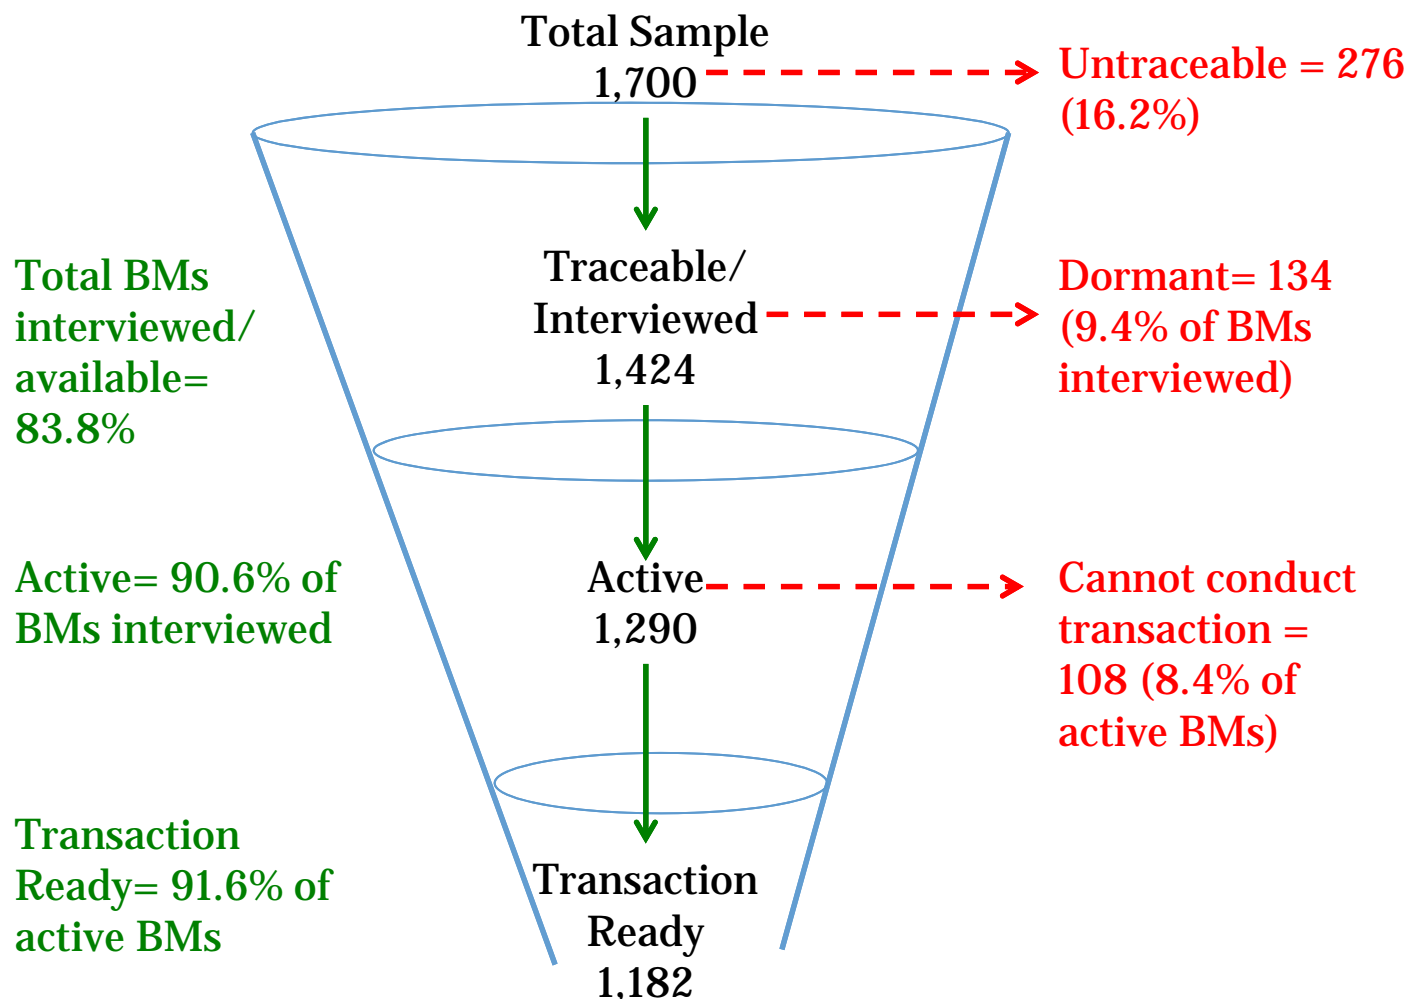 Total Sample
1,700
Untraceable = 276
(16.2%)
Total BMs
interviewed/
available=
83.8%
Traceable/
Interviewed
1,424
Dormant= 134
(9.4% of BMs
interviewed)
Active= 90.6% of
BMs interviewed
Active
1,290
Cannot conduct
transaction =
108 (8.4% of
active BMs)
Transaction
Ready= 91.6% of
active BMs
Transaction
Ready
1,182